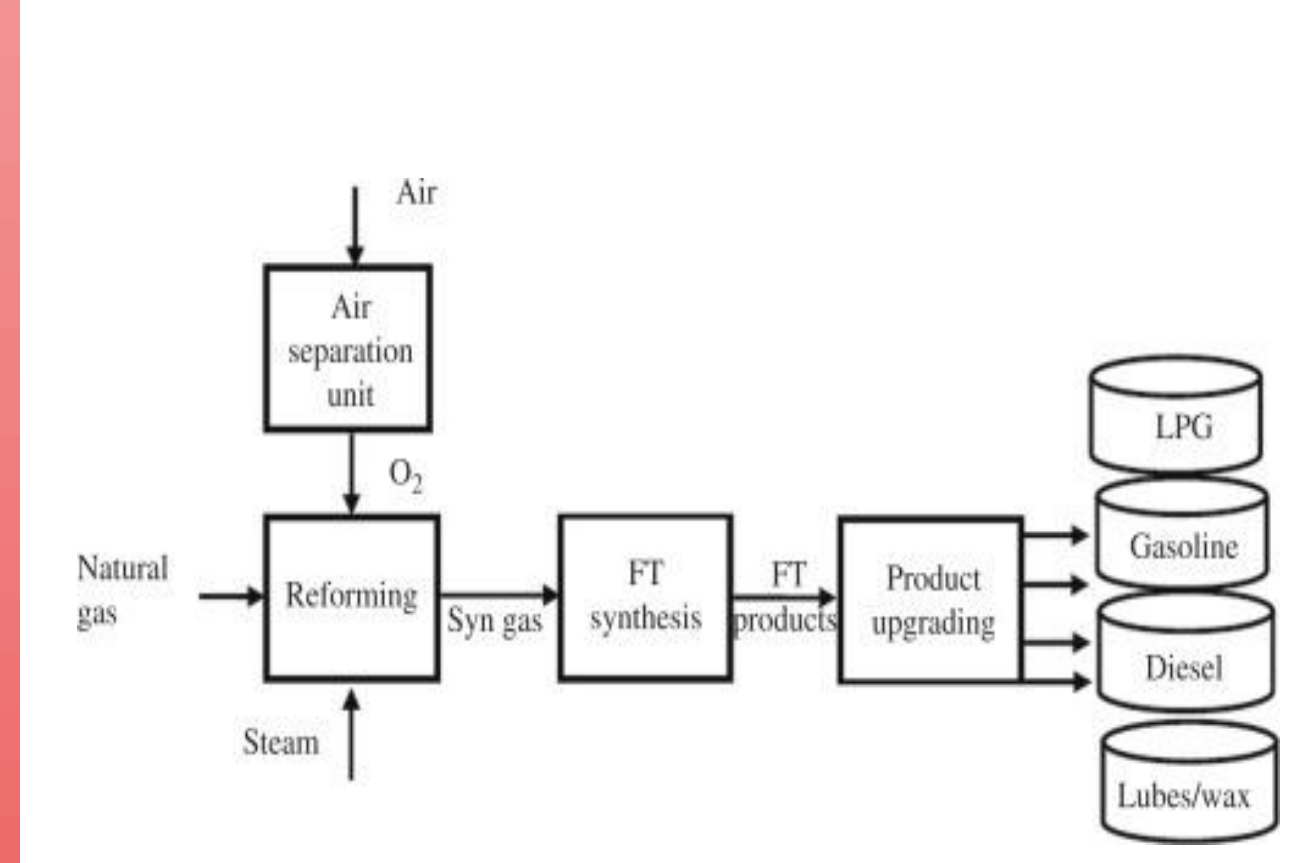 Air
Air
separation
unit
O₂
Natural
gas
Reforming
Steam
Syn gas
FT
synthesis
FT
products
Product
upgrading
LPG
Gasoline
Diesel
Lubes/wax